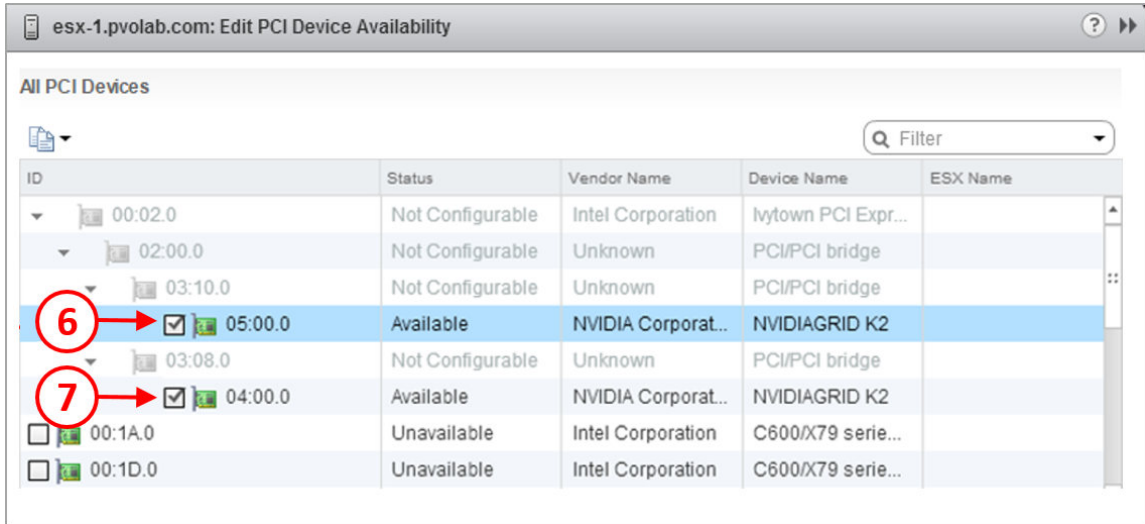 esx-1.pvolab.com: Edit PCI Device Availability ?
All PCI Devices
Filter
ID Status Vendor Name Device Name ESX Name
00:02.0 Not Configurable Intel Corporation Ivytown PCI Expr...
02:00.0 Not Configurable Unknown PCI/PCI bridge
03:10.0 Not Configurable Unknown PCI/PCI bridge
6 05:00.0 Available NVIDIA Corporat... NVIDIAGRID K2
03:08.0 Not Configurable Unknown PCI/PCI bridge
7 04:00.0 Available NVIDIA Corporat... NVIDIAGRID K2
00:1A.0 Unavailable Intel Corporation C600/X79 serie...
00:1D.0 Unavailable Intel Corporation C600/X79 serie...